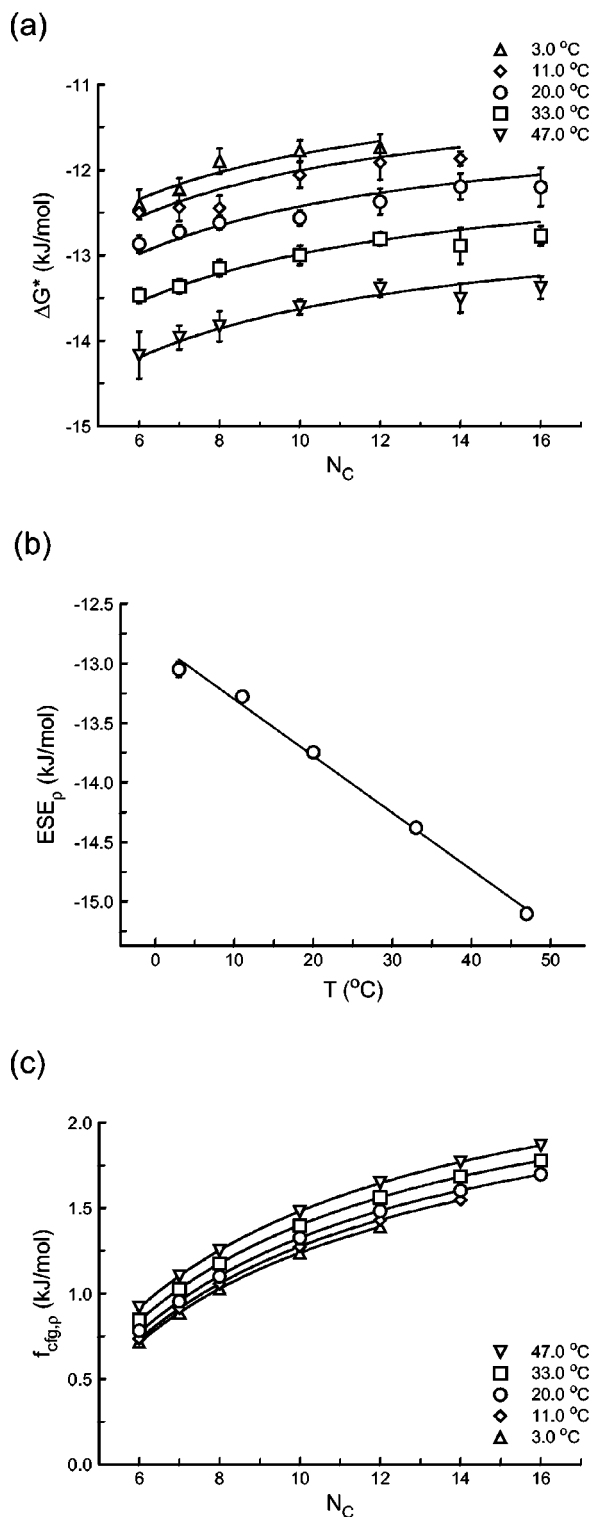 (a)
△ 3.0 °C
◇ 11.0 °C
○ 20.0 °C
□ 33.0 °C
▽ 47.0 °C
-11
-12
-13
-14
-15
ΔG* (kJ/mol)
6 8 10 12 14 16
N_C
(b)
-12.5
-13.0
-13.5
-14.0
-14.5
-15.0
ESE_ρ (kJ/mol)
0 10 20 30 40 50
T (°C)
(c)
2.0
1.5
1.0
0.5
0.0
f_cfg,ρ (kJ/mol)
▽ 47.0 °C
□ 33.0 °C
○ 20.0 °C
◇ 11.0 °C
△ 3.0 °C
6 8 10 12 14 16
N_C